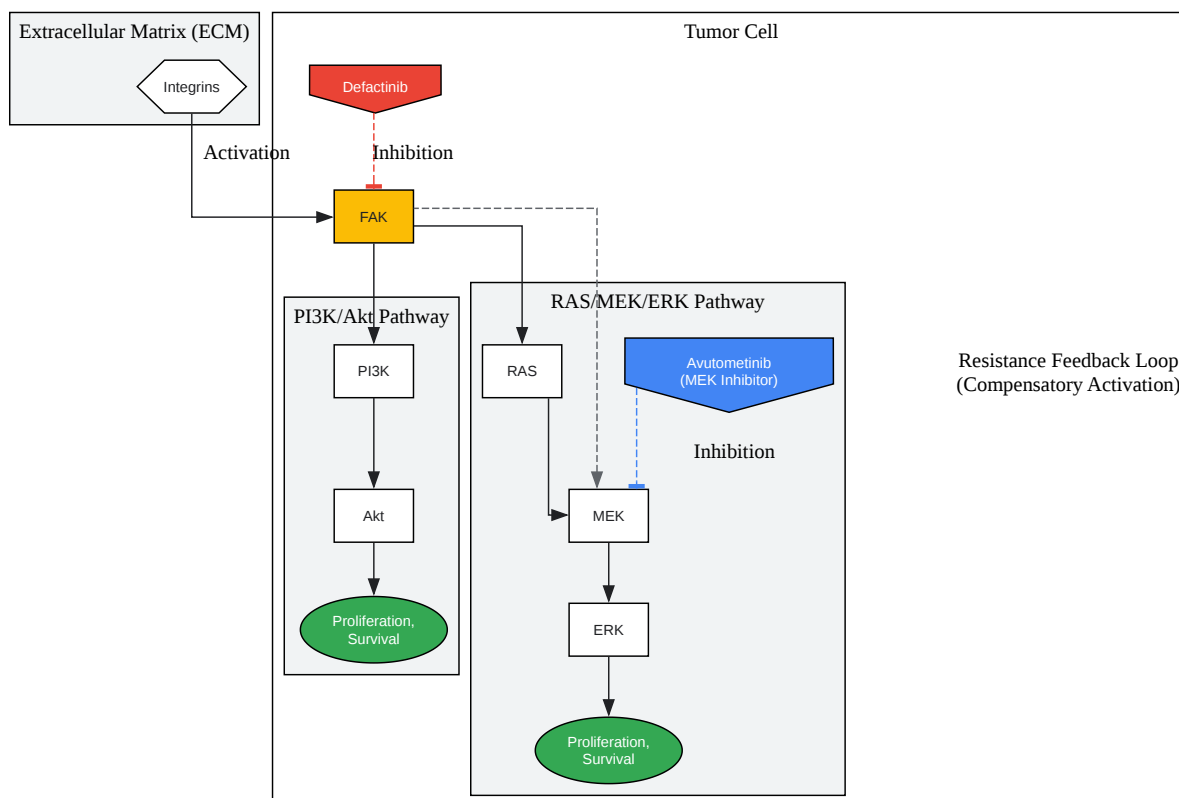 Extracellular Matrix (ECM)
Tumor Cell
Integrins
Defactinib
Activation
Inhibition
FAK
RAS/MEK/ERK Pathway
PI3K/Akt Pathway
PI3K
RAS
Avutometinib
(MEK Inhibitor)
Resistance Feedback Loop
(Compensatory Activation)
Inhibition
Akt
MEK
Proliferation,
Survival
ERK
Proliferation,
Survival